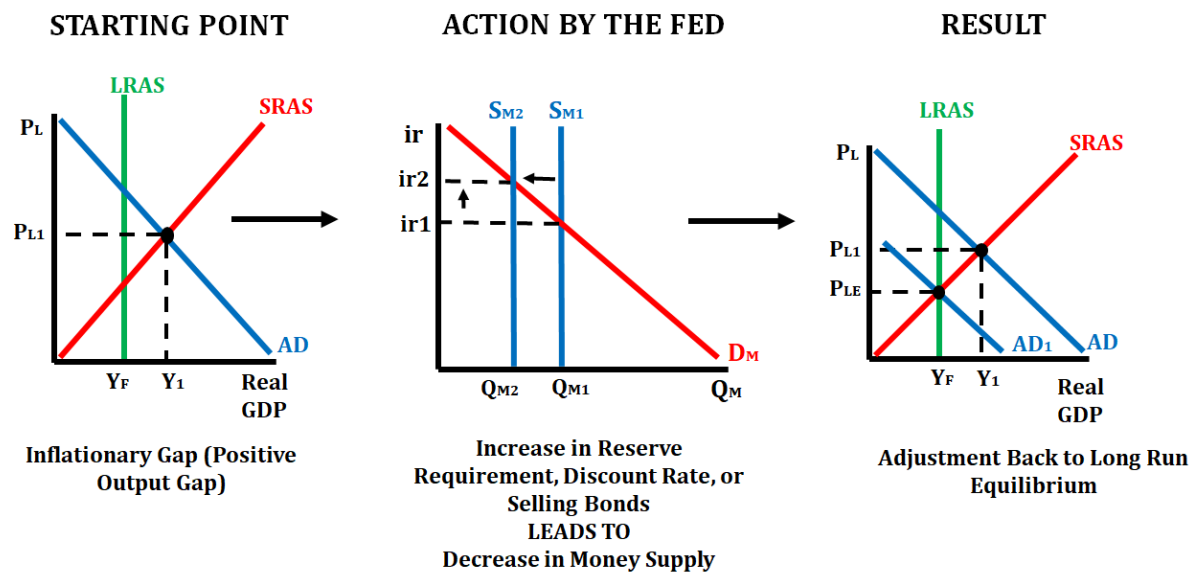 STARTING POINT
LRAS
SRAS
PL
PL1
AD
YF
Y1
Real
GDP
Inflationary Gap (Positive
Output Gap)
ACTION BY THE FED
SM2
SM1
ir
ir2
ir1
DM
QM2
QM1
QM
Increase in Reserve
Requirement, Discount Rate, or
Selling Bonds
LEADS TO
Decrease in Money Supply
RESULT
LRAS
SRAS
PL
PL1
PLE
AD1
AD
YF
Y1
Real
GDP
Adjustment Back to Long Run
Equilibrium